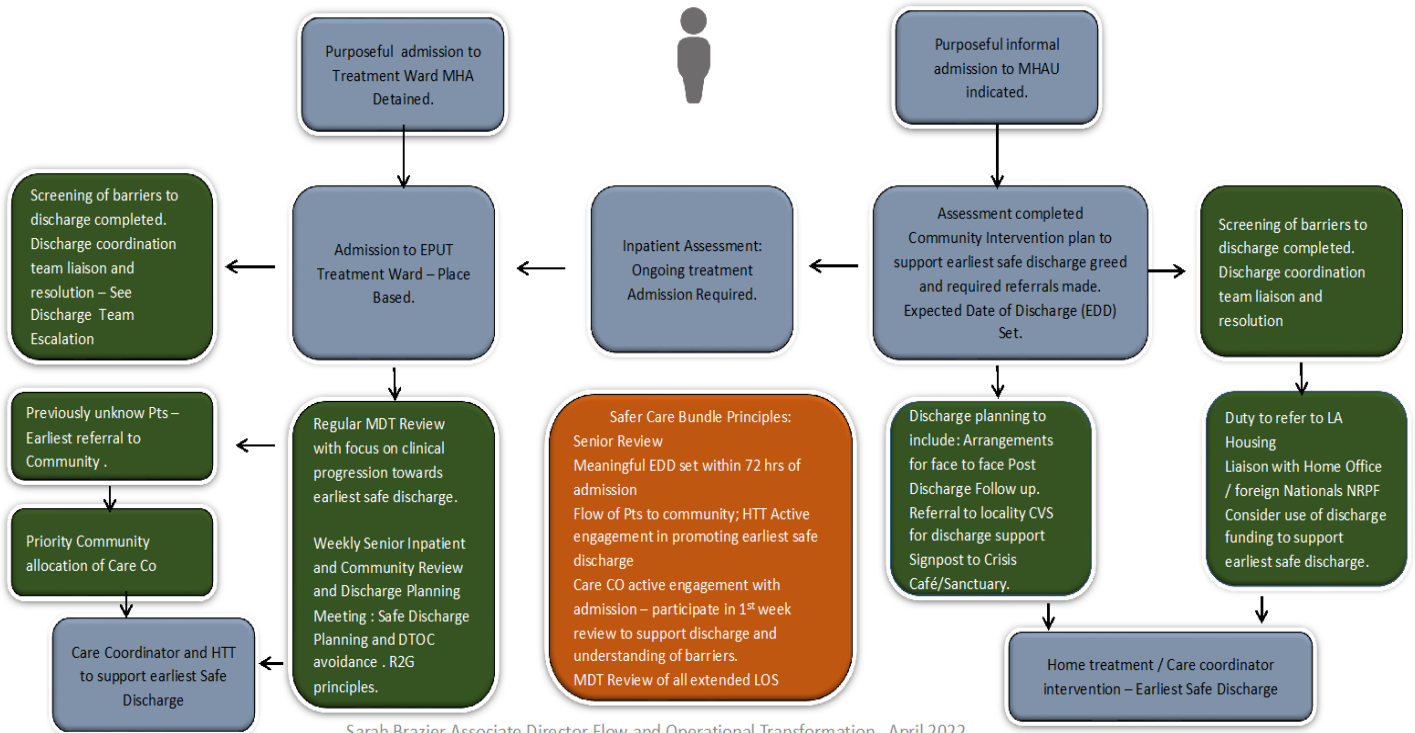 Purposeful admission to
Treatment Ward MHA
Detained.
Purposeful informal
admission to MHAU
indicated.
Screening of barriers to
discharge completed.
Discharge coordination
team liaison and
resolution – See
Discharge Team
Escalation
Admission to EPUT
Treatment Ward – Place
Based.
Inpatient Assessment:
Ongoing treatment
Admission Required.
Assessment completed
Community Intervention plan to
support earliest safe discharge greed
and required referrals made.
Expected Date of Discharge (EDD)
Set.
Screening of barriers to
discharge completed.
Discharge coordination
team liaison and
resolution
Previously unknow Pts –
Earliest referral to
Community .
Priority Community
allocation of Care Co
Care Coordinator and HTT
to support earliest Safe
Discharge
Regular MDT Review
with focus on clinical
progression towards
earliest safe discharge.
Weekly Senior Inpatient
and Community Review
and Discharge Planning
Meeting : Safe Discharge
Planning and DTOC
avoidance . R2G
principles.
Safer Care Bundle Principles:
Senior Review
Meaningful EDD set within 72 hrs of
admission
Flow of Pts to community; HTT Active
engagement in promoting earliest safe
discharge
Care CO active engagement with
admission – participate in 1st week
review to support discharge and
understanding of barriers.
MDT Review of all extended LOS
Discharge planning to
include: Arrangements
for face to face Post
Discharge Follow up.
Referral to locality CVS
for discharge support
Signpost to Crisis
Café/Sanctuary.
Duty to refer to LA
Housing
Liaison with Home Office
/ foreign Nationals NRPF
Consider use of discharge
funding to support
earliest safe discharge.
Home treatment / Care coordinator
intervention – Earliest Safe Discharge
Sarah Brazier Associate Director Flow and Operational Transformation April 2022